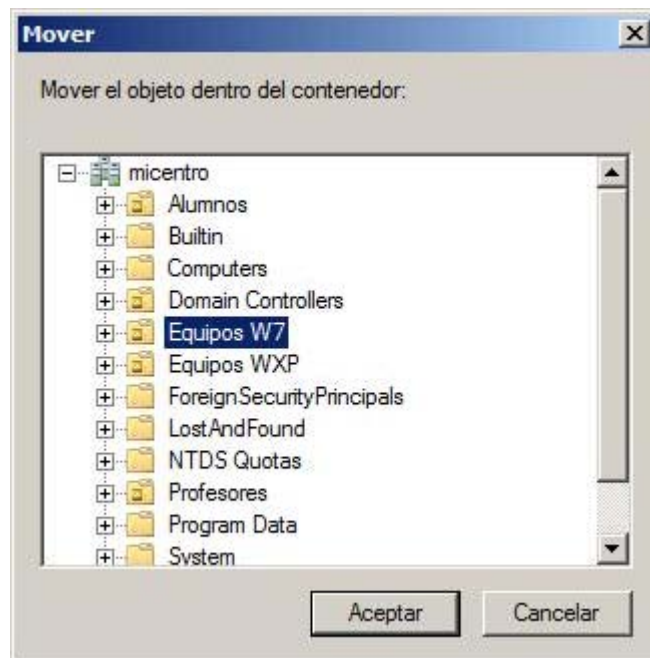 Mover
Mover el objeto dentro del contenedor:
micentro
Alumnos
Builtin
Computers
Domain Controllers
Equipos W7
Equipos WXP
ForeignSecurityPrincipals
LostAndFound
NTDS Quotas
Profesores
Program Data
System
Aceptar Cancelar